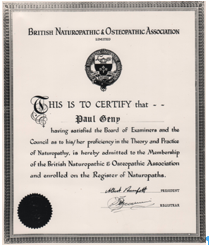 BRITISH NATUROPATHIC & OSTEOPATHIC ASSOCIATION
LIMITED
THIS IS TO CERTIFY that - -
Paul Geny
having satisfied the Board of Examiners and the
Council as to his/her proficiency in the Theory and Practice
of Naturopathy, is hereby admitted to the Membership
of the British Naturopathic & Osteopathic Association
and enrolled on the Register of Naturopaths.
PRESIDENT
REGISTRAR